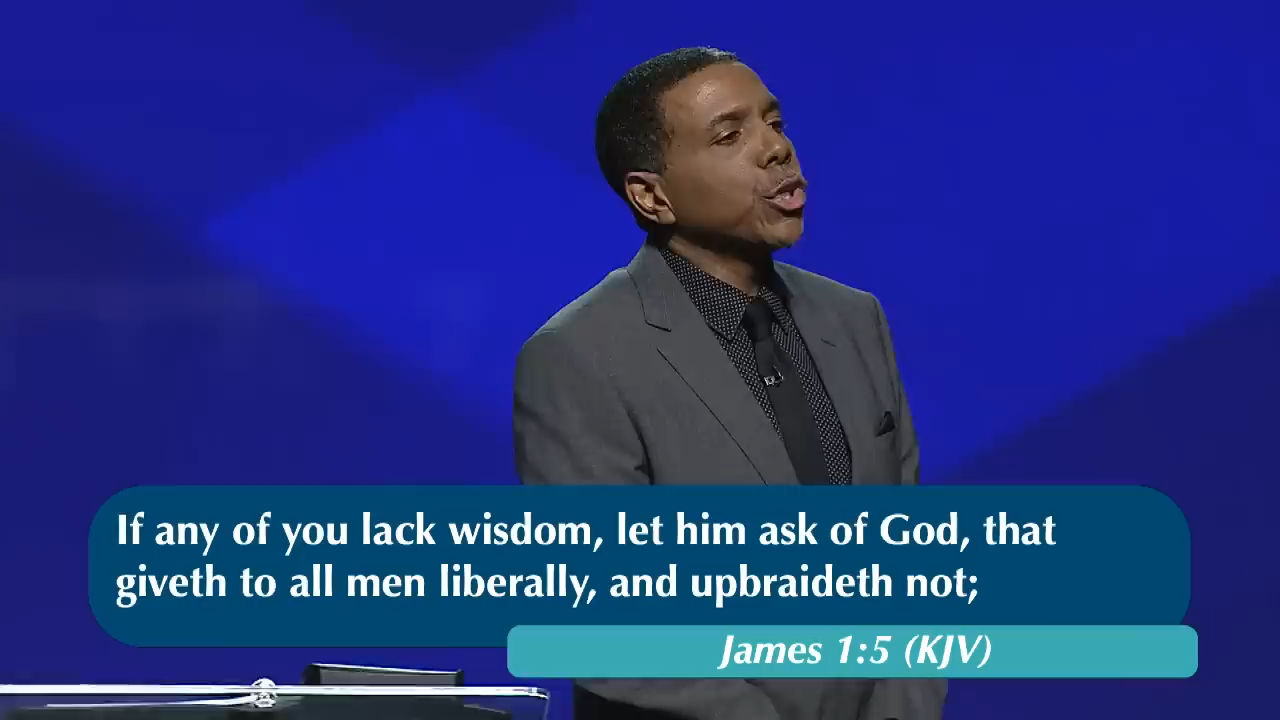 If any of you lack wisdom, let him ask of God, that
giveth to all men liberally, and upbraideth not;
James 1:5 (KJV)